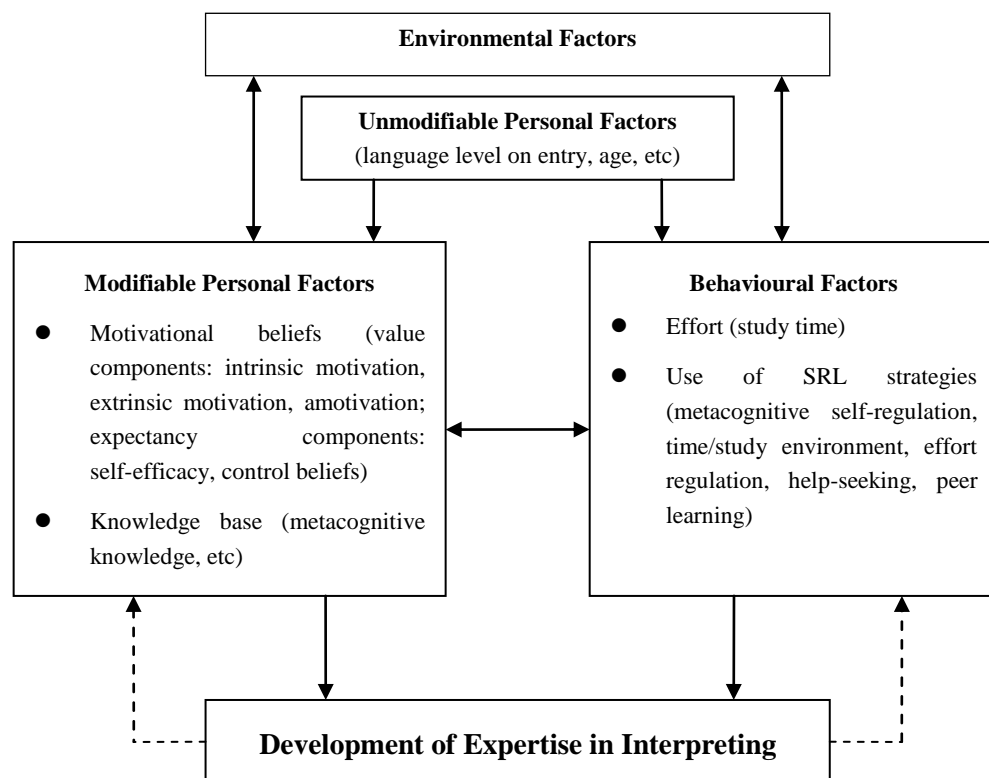 Environmental Factors
Unmodifiable Personal Factors
(language level on entry, age, etc)
Modifiable Personal Factors
● Motivational beliefs (value
components: intrinsic motivation,
extrinsic motivation, amotivation;
expectancy components:
self-efficacy, control beliefs)
● Knowledge base (metacognitive
knowledge, etc)
Behavioural Factors
● Effort (study time)
● Use of SRL strategies
(metacognitive self-regulation,
time/study environment, effort
regulation, help-seeking, peer
learning)
Development of Expertise in Interpreting